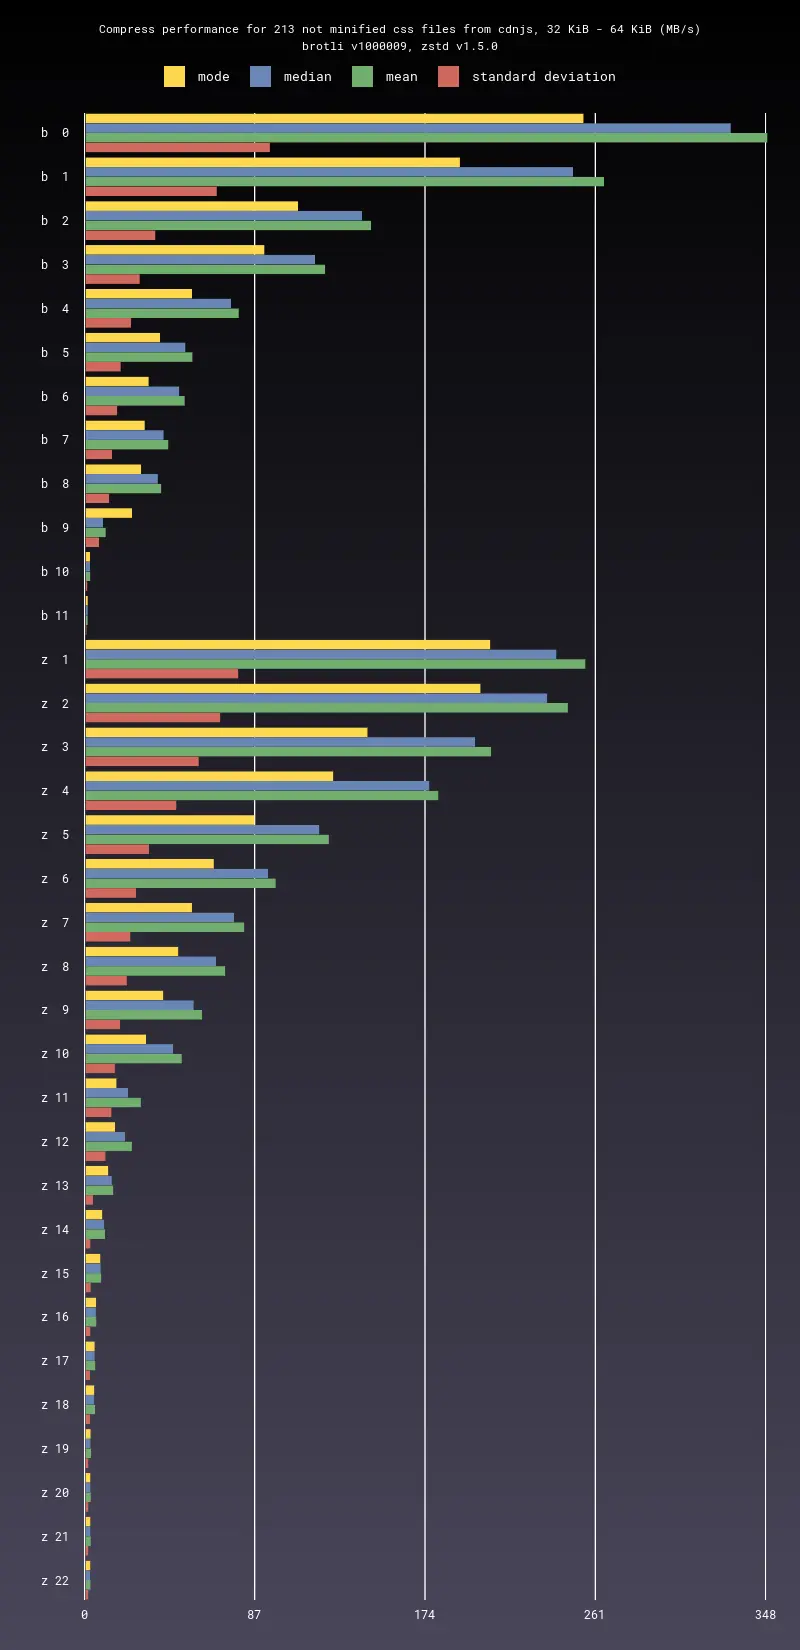 Compress performance for 213 not minified css files from cdnjs, 32 KiB - 64 KiB (MB/s)
brotli v1000009, zstd v1.5.0
mode median mean standard deviation
b 0
b 1
b 2
b 3
b 4
b 5
b 6
b 7
b 8
b 9
b 10
b 11
z 1
z 2
z 3
z 4
z 5
z 6
z 7
z 8
z 9
z 10
z 11
z 12
z 13
z 14
z 15
z 16
z 17
z 18
z 19
z 20
z 21
z 22
0 87 174 261 348